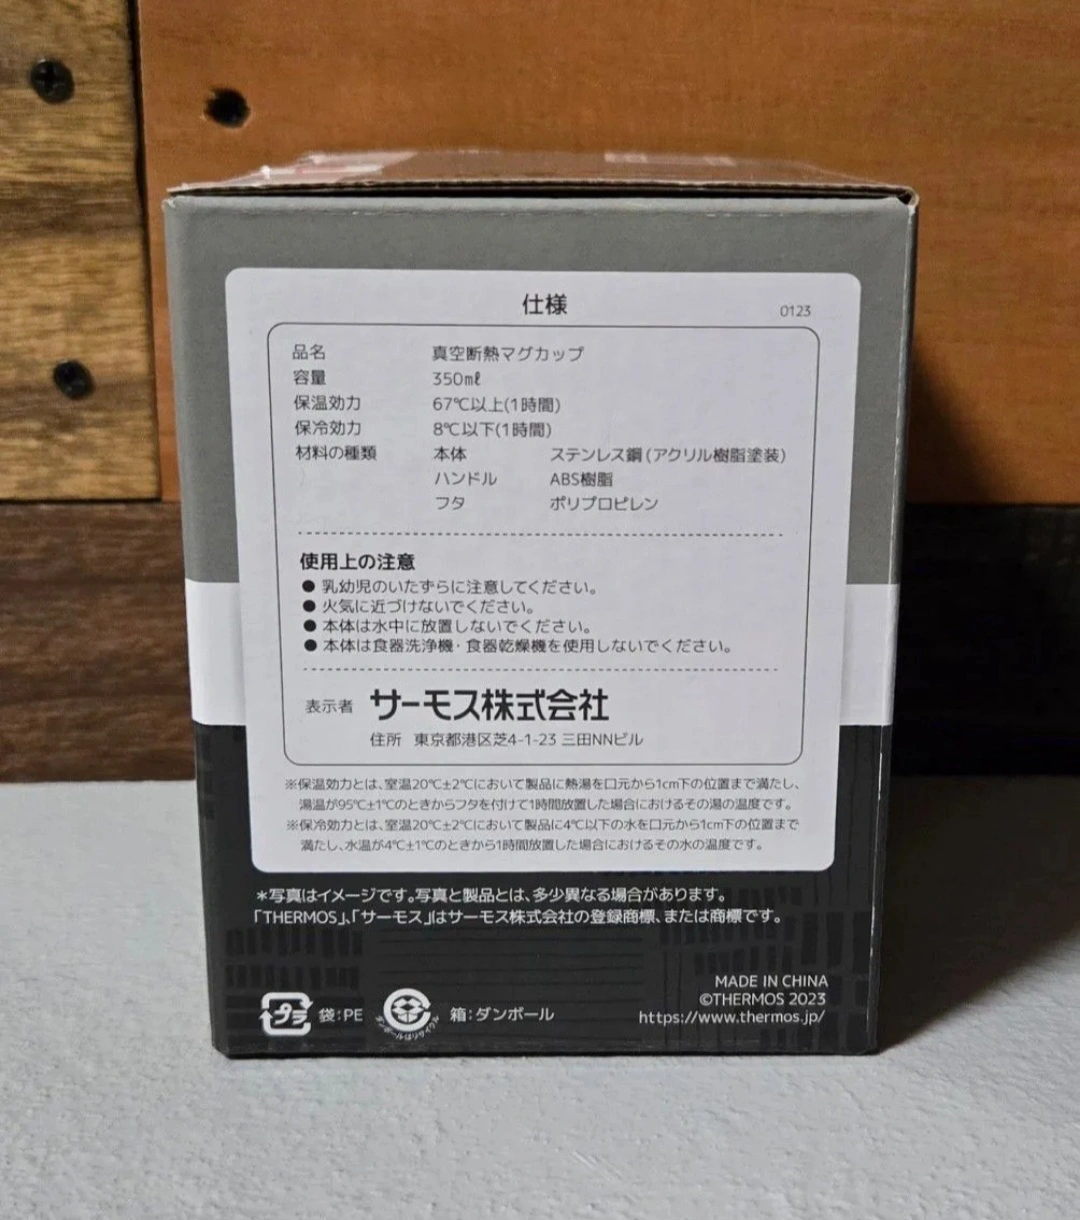 仕様
0123
品名 真空断熱マグカップ
容量 350㎖
保温効力 67℃以上(1時間)
保冷効力 8℃以下(1時間)
材料の種類 本体 ステンレス鋼(アクリル樹脂塗装)
ハンドル ABS樹脂
フタ ポリプロピレン
使用上の注意
● 乳幼児のいたずらに注意してください。
● 火気に近づけないでください。
● 本体は水中に放置しないでください。
● 本体は食器洗浄機・食器乾燥機を使用しないでください。
表示者 サーモス株式会社
住所 東京都港区芝4-1-23 三田NNビル
※保温効力とは、室温20℃±2℃において製品に熱湯を口元から1cm下の位置まで満たし、
湯温が95℃±1℃のときからフタを付けて1時間放置した場合におけるその湯の温度です。
※保冷効力とは、室温20℃±2℃において製品に4℃以下の水を口元から1cm下の位置まで
満たし、水温が4℃±1℃のときから1時間放置した場合におけるその水の温度です。
*写真はイメージです。写真と製品とは、多少異なる場合があります。
「THERMOS」、「サーモス」はサーモス株式会社の登録商標、または商標です。
MADE IN CHINA
©THERMOS 2023
https://www.thermos.jp/
プラ 袋:PE
ダンボールはリサイクル
箱:ダンボール